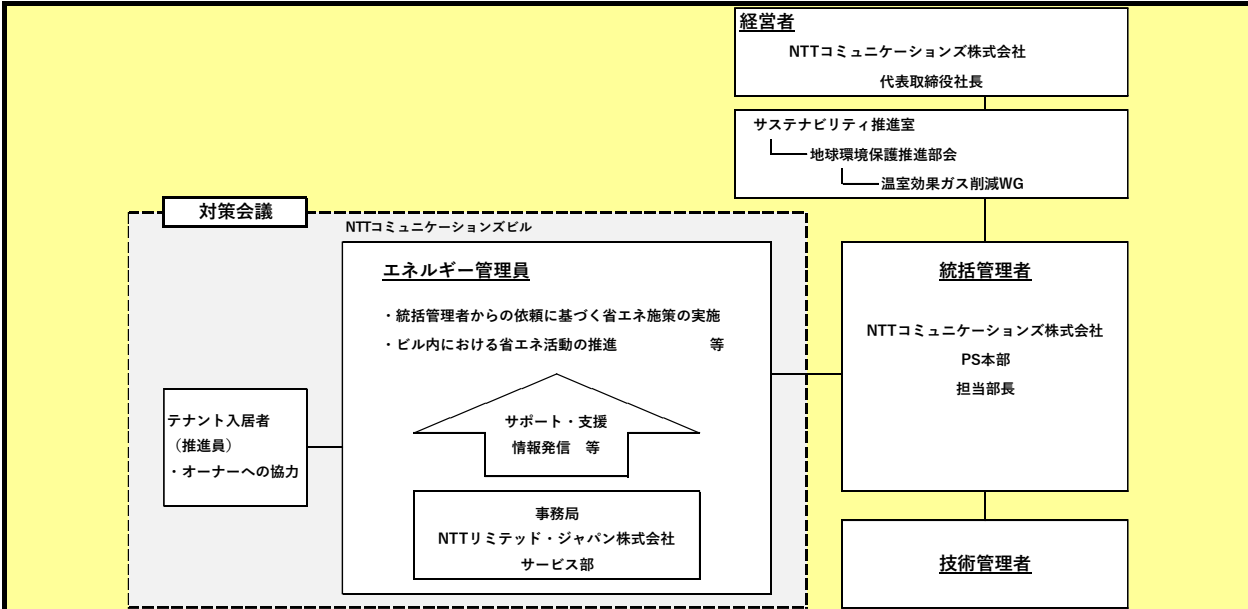 経営者
NTTコミュニケーションズ株式会社
代表取締役社長
サステナビリティ推進室
地球環境保護推進部会
温室効果ガス削減WG
対策会議
NTTコミュニケーションズビル
エネルギー管理員
・統括管理者からの依頼に基づく省エネ施策の実施
・ビル内における省エネ活動の推進　　　　　等
統括管理者
NTTコミュニケーションズ株式会社
PS本部
担当部長
テナント入居者
（推進員）
・オーナーへの協力
サポート・支援
情報発信　等
事務局
NTTリミテッド・ジャパン株式会社
サービス部
技術管理者